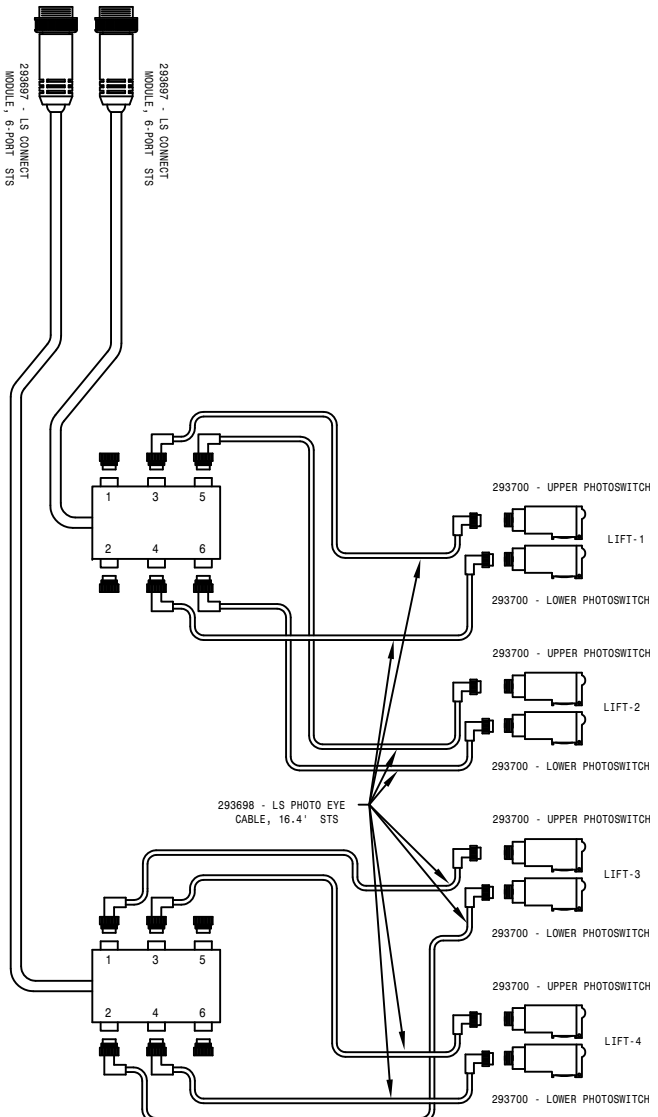 293697 - LS CONNECT
MODULE, 6-PORT  STS
293697 - LS CONNECT
MODULE, 6-PORT  STS
1
3
5
2
4
6
293700 - UPPER PHOTOSWITCH
LIFT-1
293700 - LOWER PHOTOSWITCH
293700 - UPPER PHOTOSWITCH
LIFT-2
293700 - LOWER PHOTOSWITCH
293698 - LS PHOTO EYE
CABLE, 16.4'  STS
293700 - UPPER PHOTOSWITCH
LIFT-3
293700 - LOWER PHOTOSWITCH
1
3
5
2
4
6
293700 - UPPER PHOTOSWITCH
LIFT-4
293700 - LOWER PHOTOSWITCH